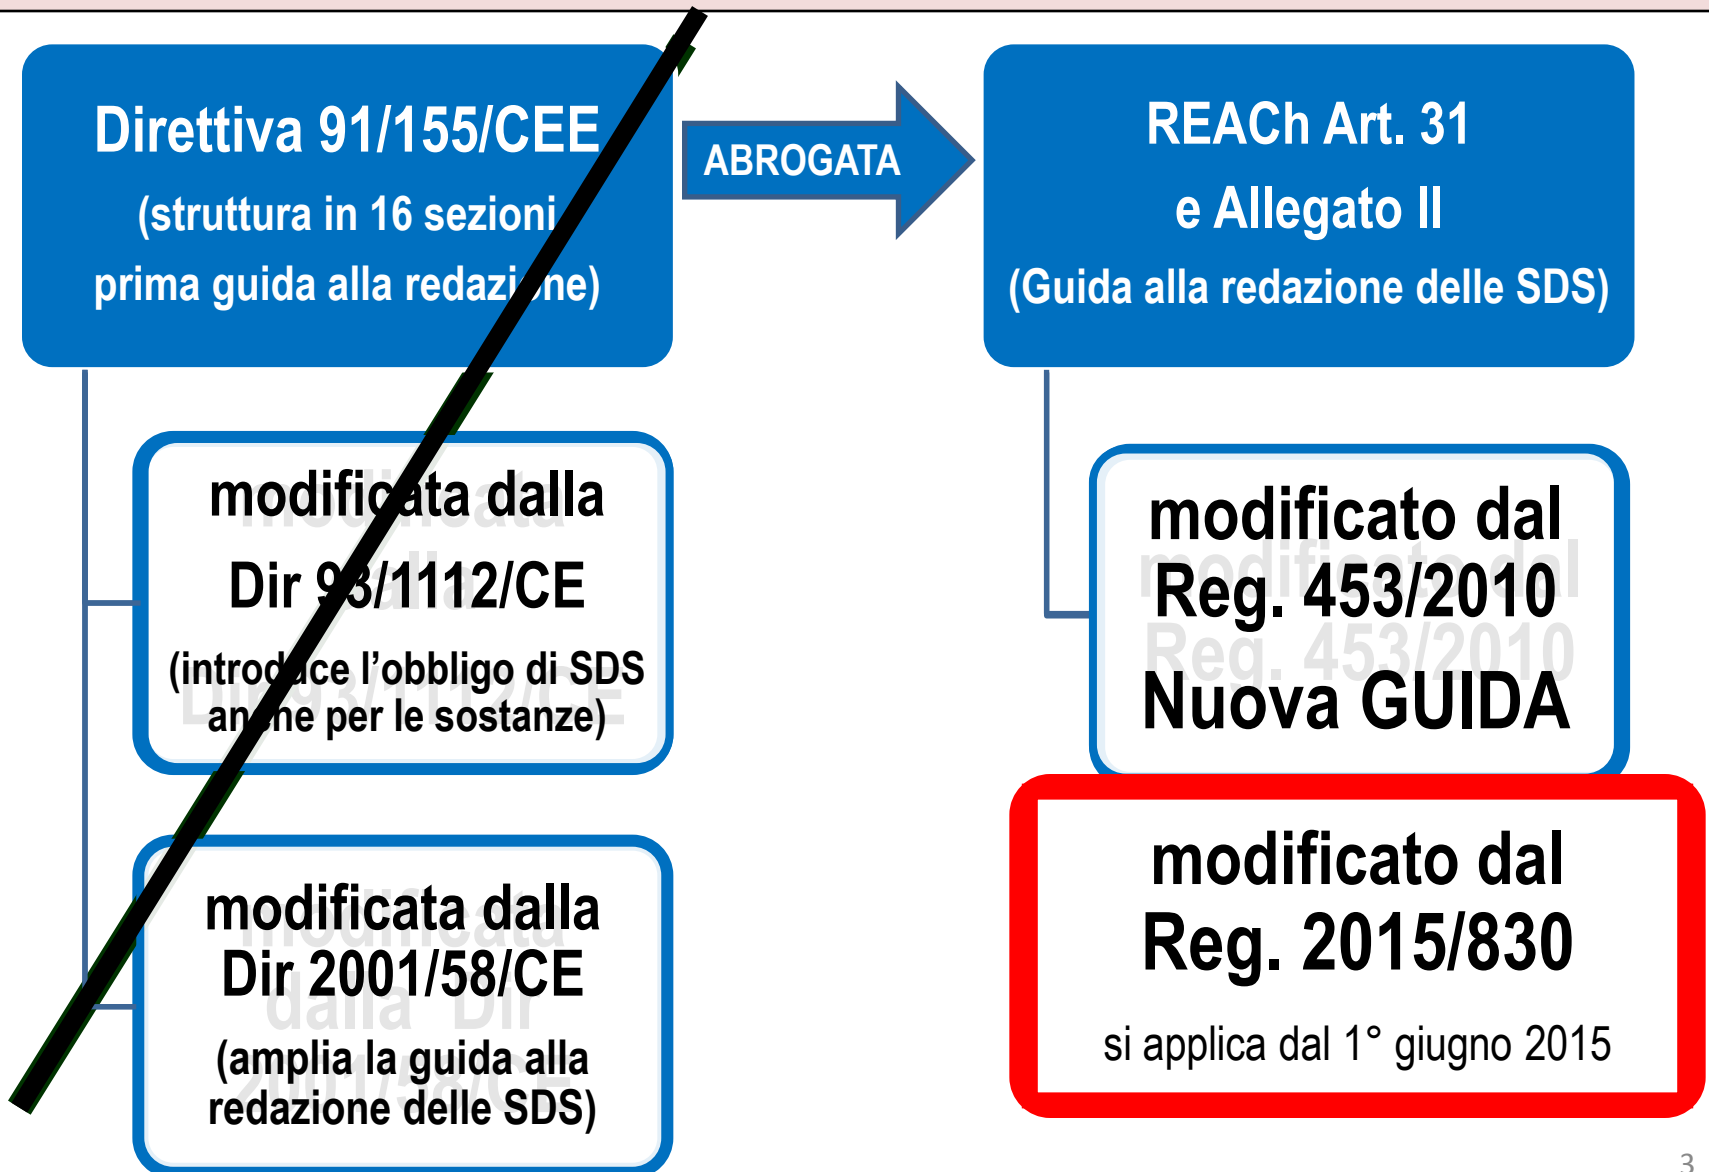 Direttiva 91/155/CEE
(struttura in 16 sezioni
prima guida alla redazione)
ABROGATA
REACh Art. 31
e Allegato II
(Guida alla redazione delle SDS)
modificata dalla
Dir 93/1112/CE
(introduce l’obbligo di SDS
anche per le sostanze)
modificata dalla
Dir 2001/58/CE
(amplia la guida alla
redazione delle SDS)
modificato dal
Reg. 453/2010
Nuova GUIDA
modificato dal
Reg. 2015/830
si applica dal 1° giugno 2015
3